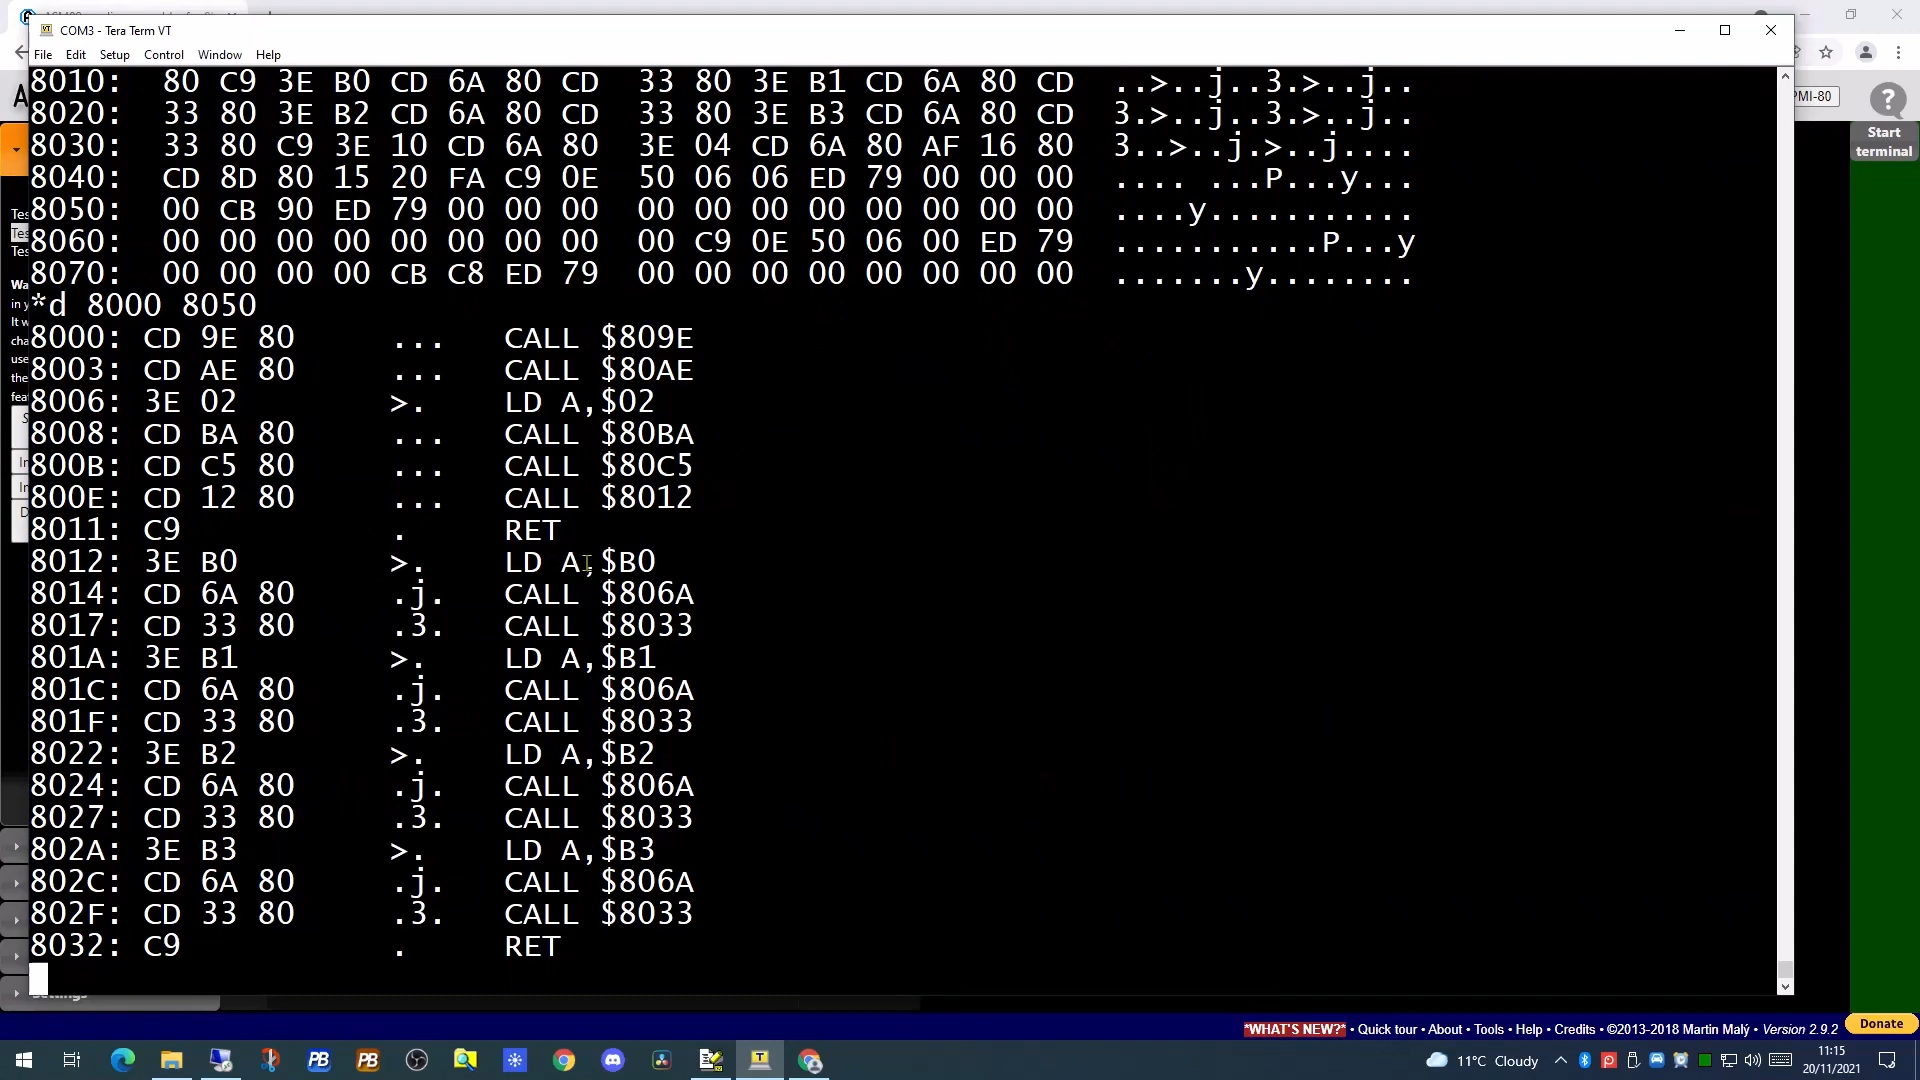 COM3 - Tera Term VT
File Edit Setup Control Window Help
8010: 80 C9 3E B0 CD 6A 80 CD 33 80 3E B1 CD 6A 80 CD ..>..j..3.>..j..
8020: 33 80 3E B2 CD 6A 80 CD 33 80 3E B3 CD 6A 80 CD 3.>..j..3.>..j..
8030: 33 80 C9 3E 10 CD 6A 80 3E 04 CD 6A 80 AF 16 80 3..>..j.>..j....
8040: CD 8D 80 15 20 FA C9 0E 50 06 06 ED 79 00 00 00 .... ...P...y...
8050: 00 CB 90 ED 79 00 00 00 00 00 00 00 00 00 00 00 ....y...........
8060: 00 00 00 00 00 00 00 00 00 C9 0E 50 06 00 ED 79 ...........P...y
8070: 00 00 00 00 CB C8 ED 79 00 00 00 00 00 00 00 00 .......y........
*d 8000 8050
8000: CD 9E 80 ... CALL $809E
8003: CD AE 80 ... CALL $80AE
8006: 3E 02 >. LD A,$02
8008: CD BA 80 ... CALL $80BA
800B: CD C5 80 ... CALL $80C5
800E: CD 12 80 ... CALL $8012
8011: C9 . RET
8012: 3E B0 >. LD A,$B0
8014: CD 6A 80 .j. CALL $806A
8017: CD 33 80 .3. CALL $8033
801A: 3E B1 >. LD A,$B1
801C: CD 6A 80 .j. CALL $806A
801F: CD 33 80 .3. CALL $8033
8022: 3E B2 >. LD A,$B2
8024: CD 6A 80 .j. CALL $806A
8027: CD 33 80 .3. CALL $8033
802A: 3E B3 >. LD A,$B3
802C: CD 6A 80 .j. CALL $806A
802F: CD 33 80 .3. CALL $8033
8032: C9 . RET
PMI-80
?
Start
terminal
*WHAT'S NEW?* • Quick tour • About • Tools • Help • Credits • ©2013-2018 Martin Malý • Version 2.9.2
Donate
PB PB
11°C Cloudy
11:15
20/11/2021